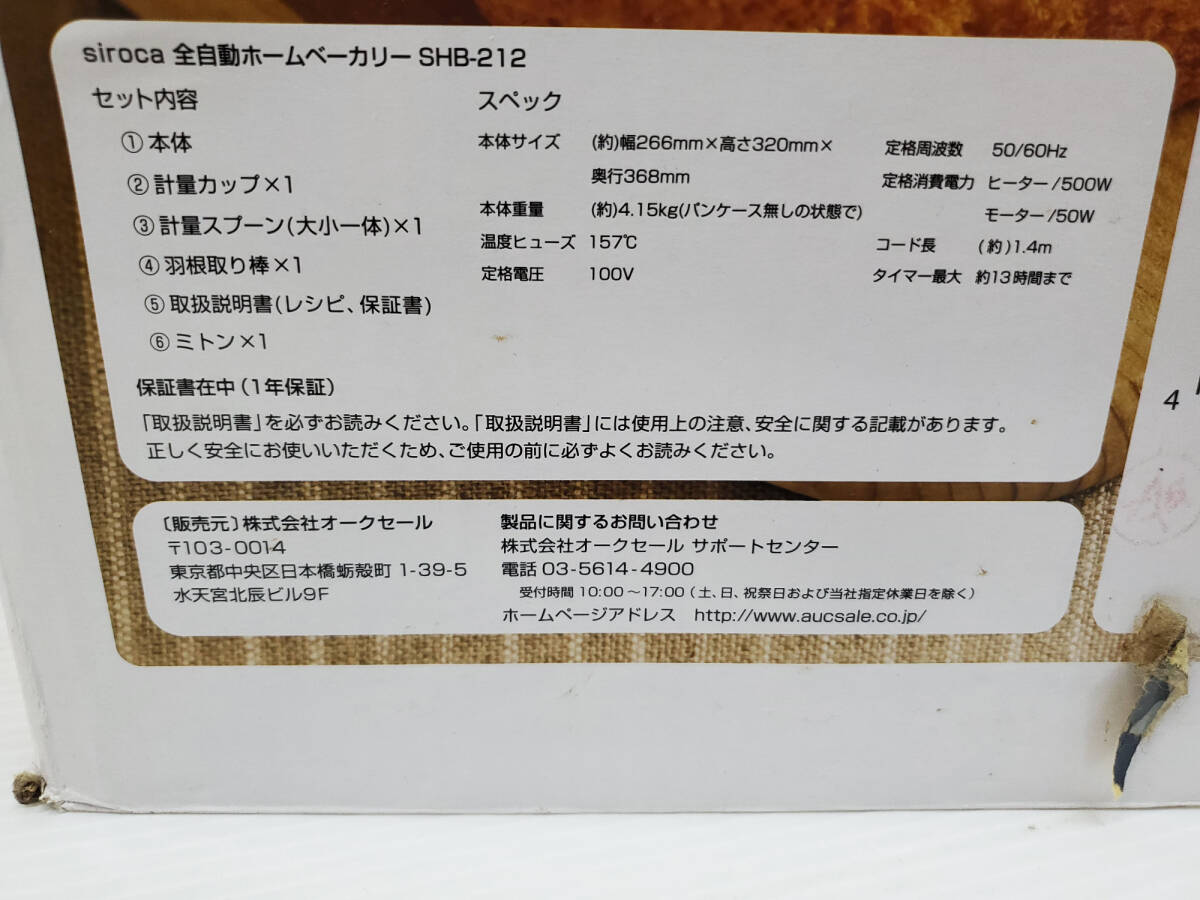 siroca 全自動ホームベーカリー SHB-212
セット内容
①本体
②計量カップ×1
③計量スプーン(大小一体)×1
④羽根取り棒×1
⑤取扱説明書(レシピ、保証書)
⑥ミトン×1
スペック
本体サイズ (約)幅266mm×高さ320mm×
奥行368mm
本体重量 (約)4.15kg(パンケース無しの状態で)
温度ヒューズ 157℃
定格電圧 100V
定格周波数 50/60Hz
定格消費電力 ヒーター/500W
モーター/50W
コード長 (約)1.4m
タイマー最大 約13時間まで
保証書在中(1年保証)
「取扱説明書」を必ずお読みください。「取扱説明書」には使用上の注意、安全に関する記載があります。
正しく安全にお使いいただくため、ご使用の前に必ずよくお読みください。
〔販売元〕株式会社オークセール
〒103-0014
東京都中央区日本橋蛎殻町 1-39-5
水天宮北辰ビル9F
製品に関するお問い合わせ
株式会社オークセール サポートセンター
電話 03-5614-4900
受付時間 10:00～17:00(土、日、祝祭日および当社指定休業日を除く)
ホームページアドレス http://www.aucsale.co.jp/
4